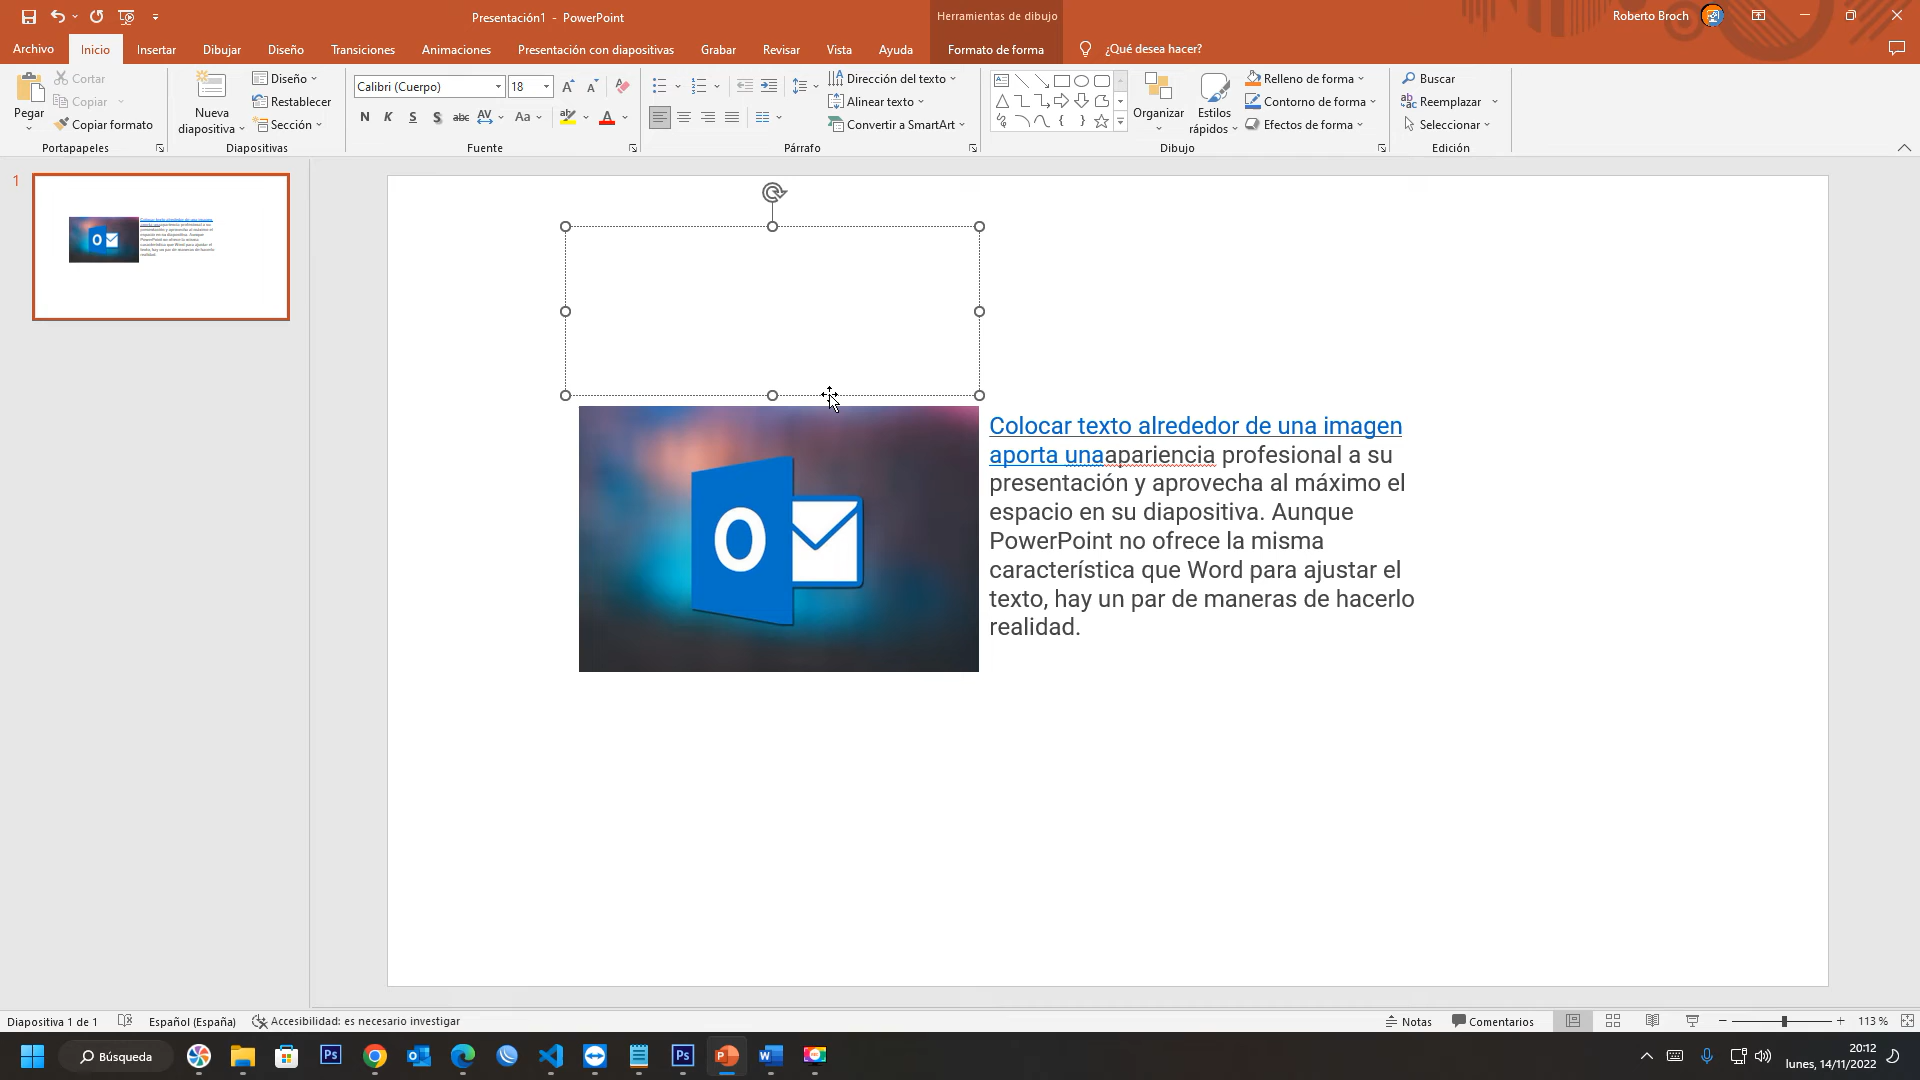 Presentación1 - PowerPoint
Herramientas de dibujo
Roberto Broch
Archivo
Inicio
Insertar
Dibujar
Diseño
Transiciones
Animaciones
Presentación con diapositivas
Grabar
Revisar
Vista
Ayuda
Formato de forma
¿Qué desea hacer?
Pegar
Cortar
Copiar
Copiar formato
Portapapeles
Nueva
diapositiva
Diseño
Restablecer
Sección
Diapositivas
Calibri (Cuerpo)
18
N K S S abc AV Aa A
Fuente
Dirección del texto
Alinear texto
Convertir a SmartArt
Párrafo
Organizar
Estilos
rápidos
Relleno de forma
Contorno de forma
Efectos de forma
Dibujo
Buscar
Reemplazar
Seleccionar
Edición
1
Colocar texto alrededor de una imagen
aporta unaapariencia profesional a su
presentación y aprovecha al máximo el
espacio en su diapositiva. Aunque
PowerPoint no ofrece la misma
característica que Word para ajustar el
texto, hay un par de maneras de hacerlo
realidad.
Diapositiva 1 de 1
Español (España)
Accesibilidad: es necesario investigar
Notas
Comentarios
113 %
Búsqueda
20:12
lunes, 14/11/2022